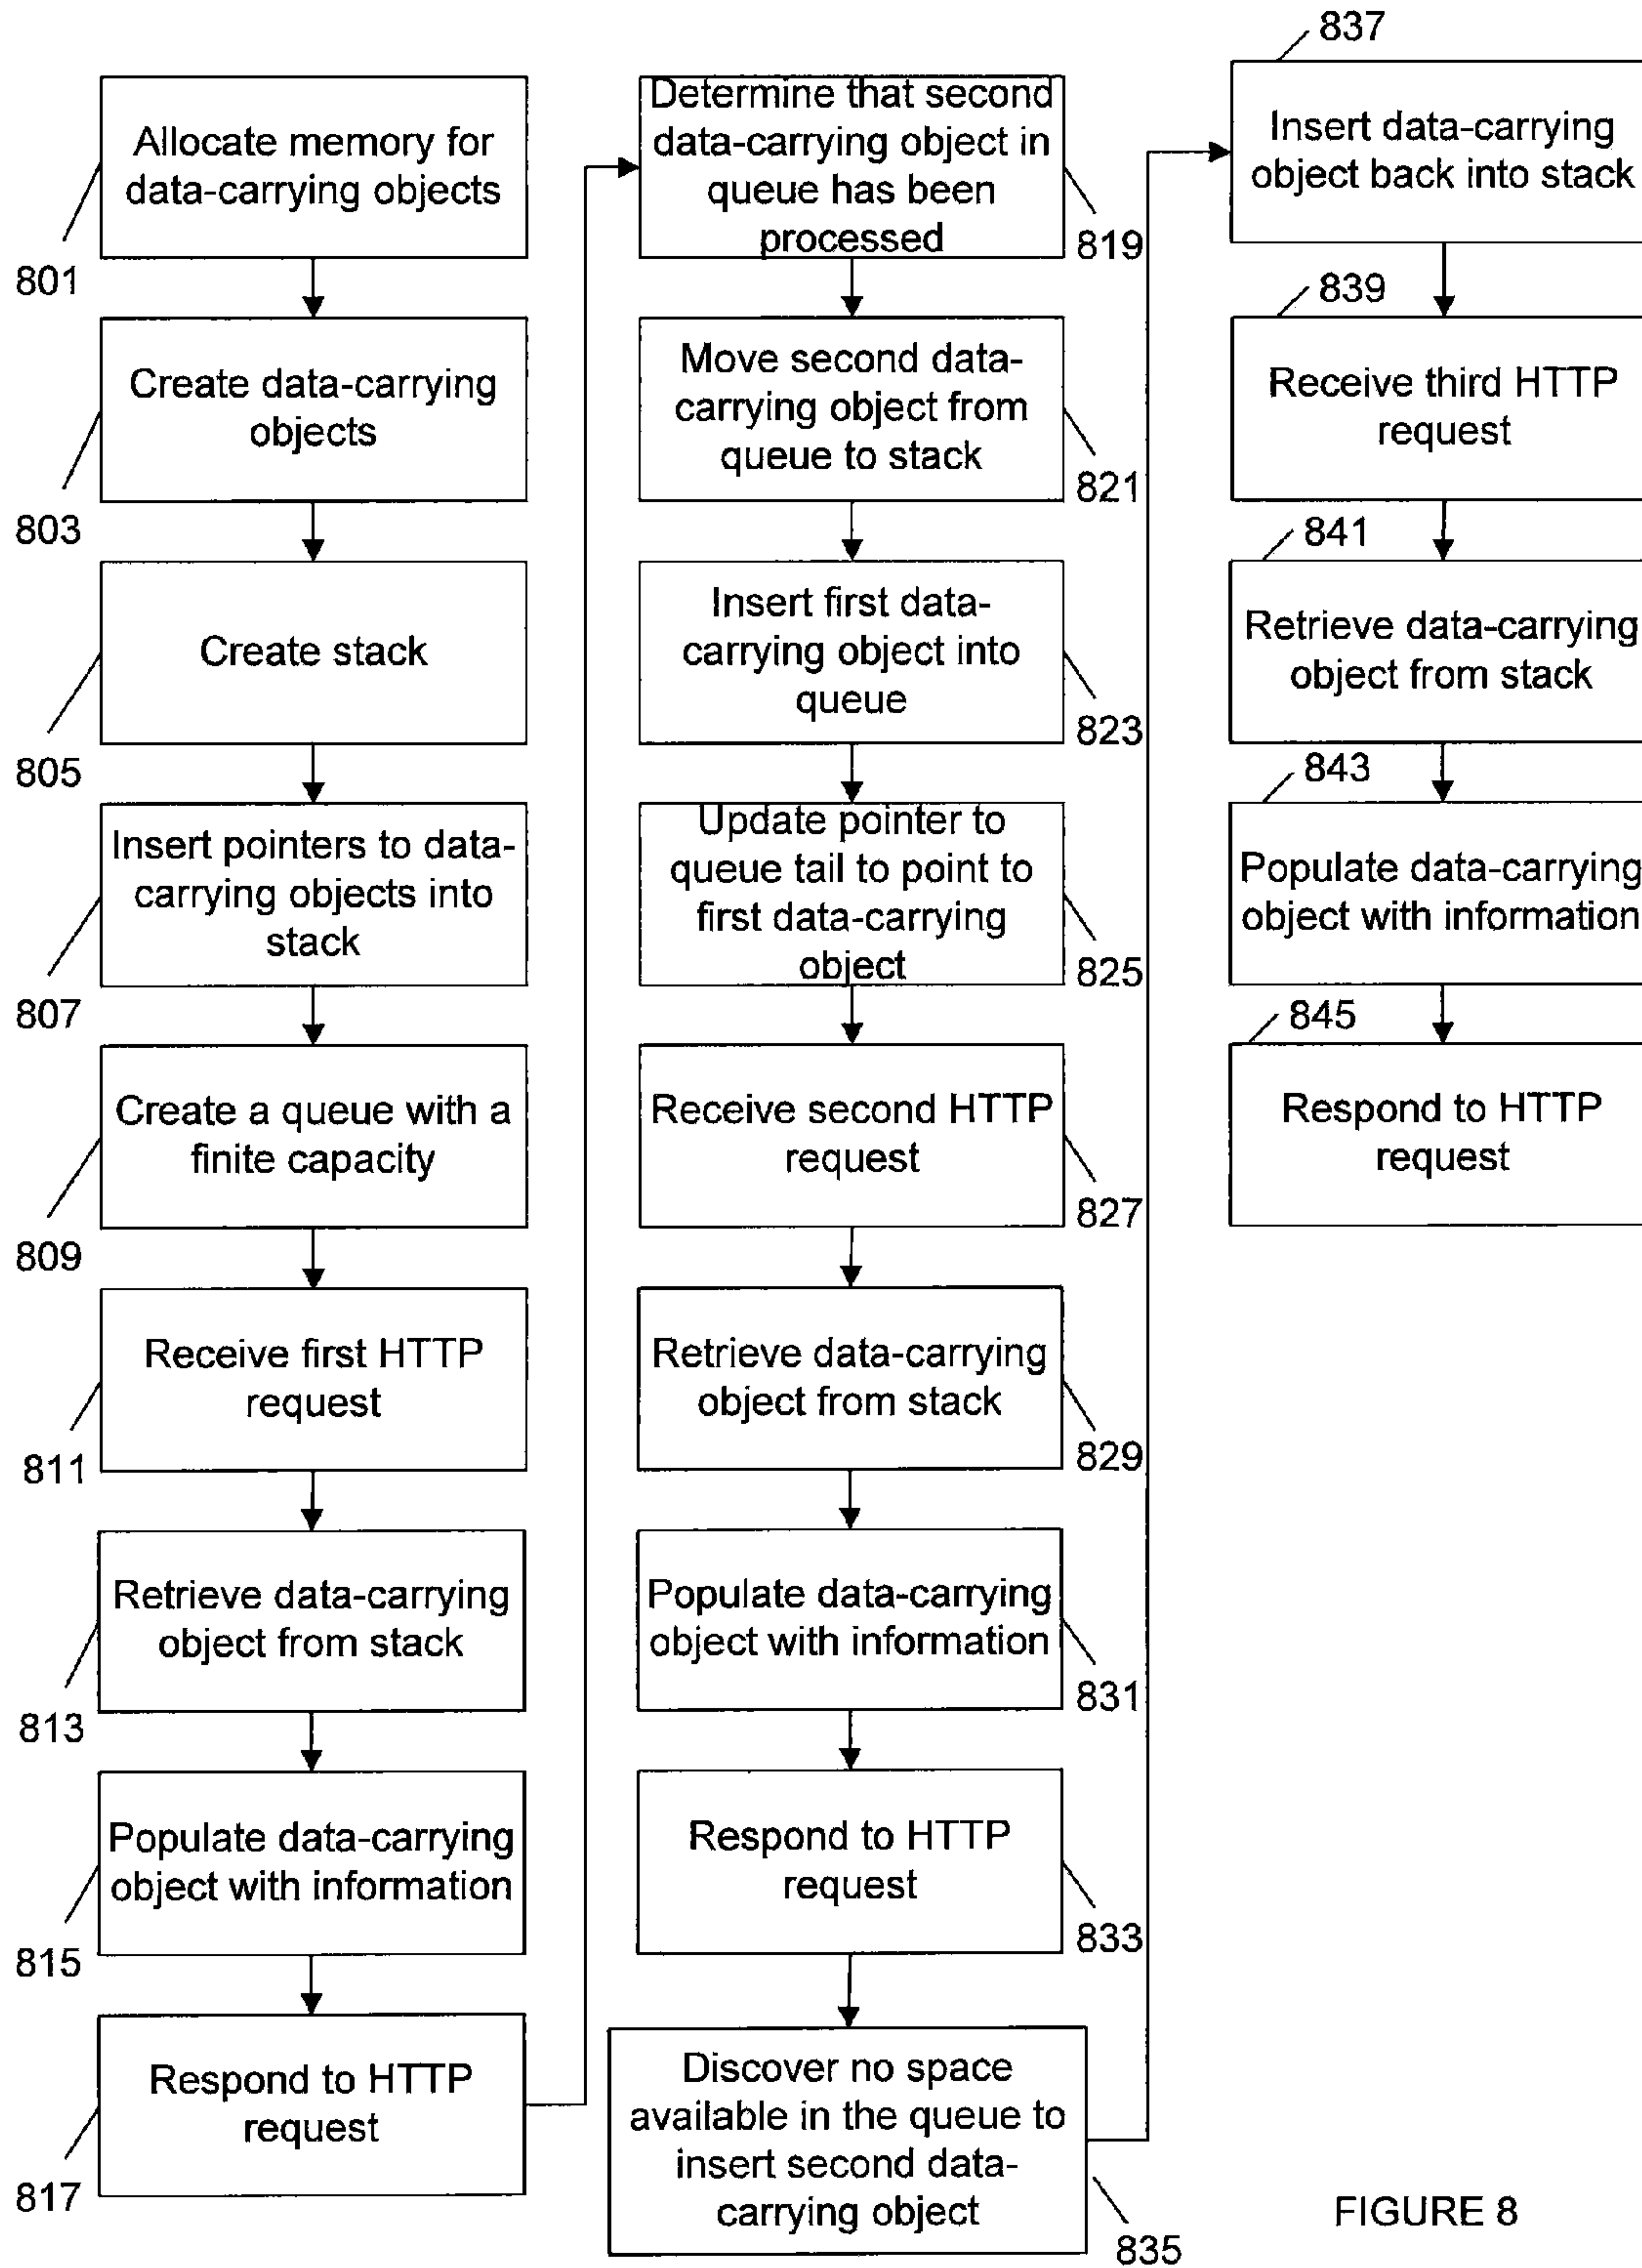 Allocate memory for
data-carrying objects
801
Create data-carrying
objects
803
Create stack
805
Insert pointers to data-
carrying objects into
stack
807
Create a queue with a
finite capacity
809
Receive first HTTP
request
811
Retrieve data-carrying
object from stack
813
Populate data-carrying
object with information
815
Respond to HTTP
request
817
Determine that second
data-carrying object in
queue has been
processed
819
Move second data-
carrying object from
queue to stack
821
Insert first data-
carrying object into
queue
823
Update pointer to
queue tail to point to
first data-carrying
object
825
Receive second HTTP
request
827
Retrieve data-carrying
object from stack
829
Populate data-carrying
object with information
831
Respond to HTTP
request
833
Discover no space
available in the queue to
insert second data-
carrying object
835
837
Insert data-carrying
object back into stack
839
Receive third HTTP
request
841
Retrieve data-carrying
object from stack
843
Populate data-carrying
object with information
845
Respond to HTTP
request
FIGURE 8